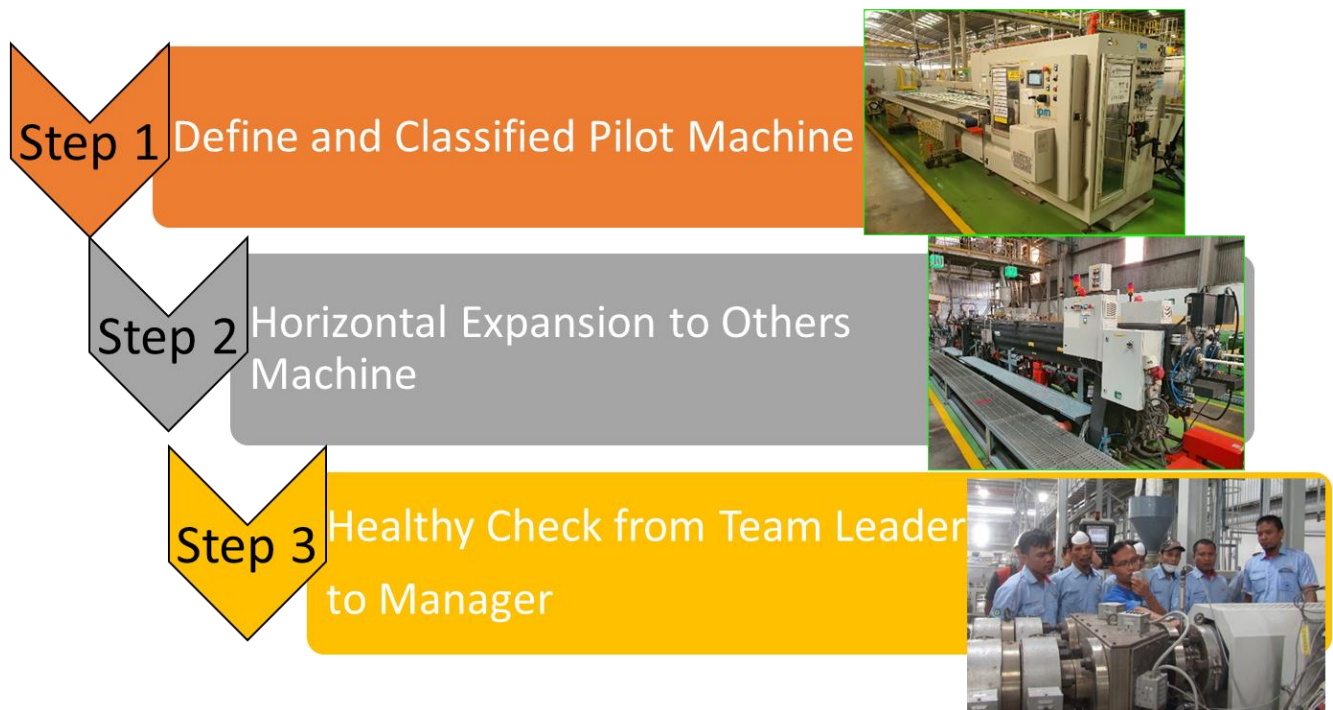 Step 1
Define and Classified Pilot Machine
ipm
Step 2
Horizontal Expansion to Others
Machine
Step 3
Healthy Check from Team Leader
to Manager